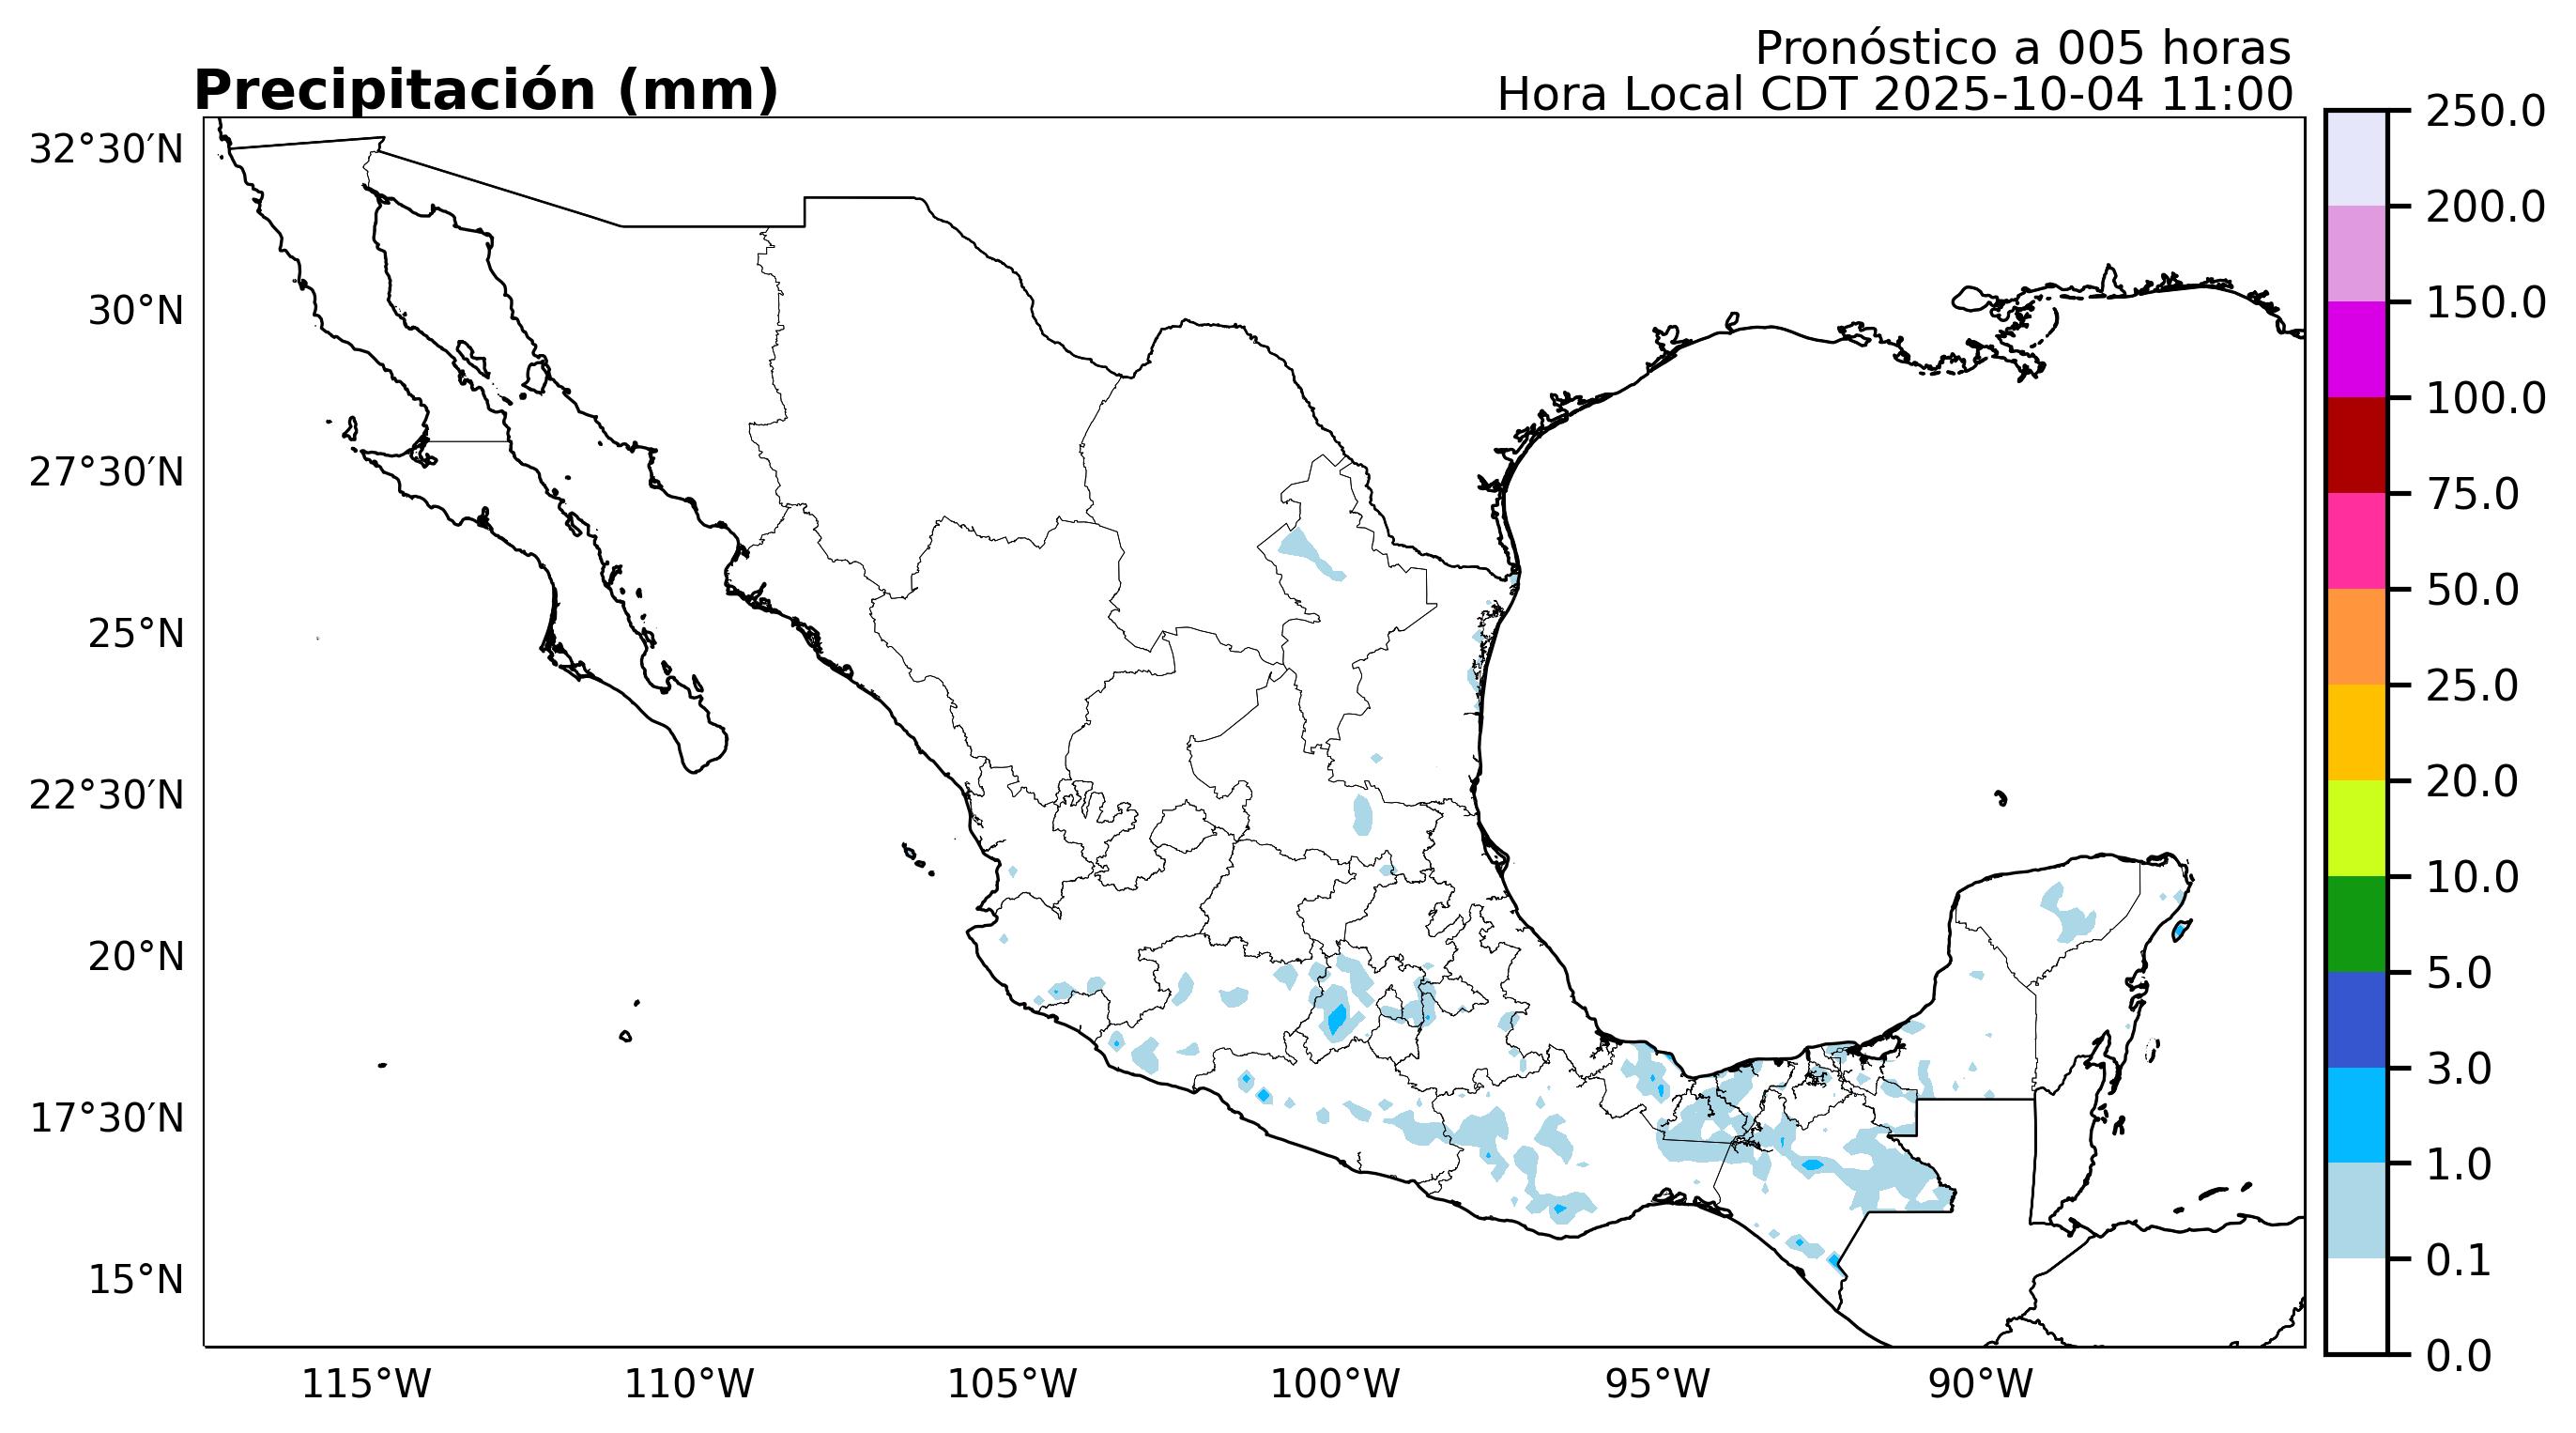 Pronóstico a 005 horas
Precipitación (mm)
Hora Local CDT 2025-10-04 11:00
32°30′N
30°N
27°30′N
25°N
22°30′N
20°N
17°30′N
15°N
115°W
110°W
105°W
100°W
95°W
90°W
250.0
200.0
150.0
100.0
75.0
50.0
25.0
20.0
10.0
5.0
3.0
1.0
0.1
0.0